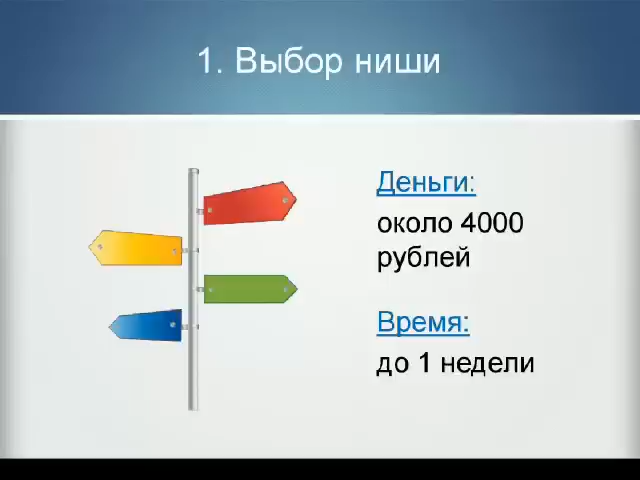 1. Выбор ниши
Деньги:
около 4000
рублей
Время:
до 1 недели